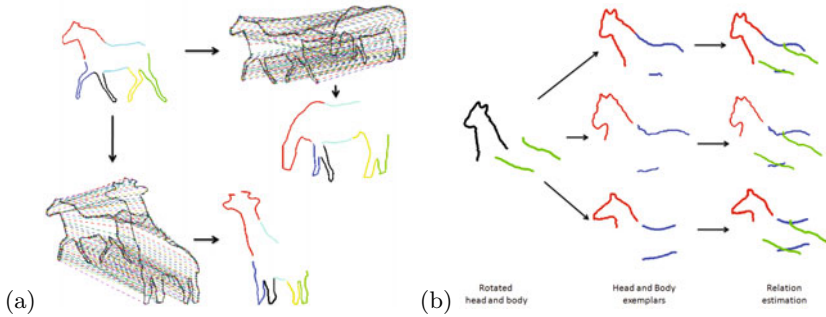 (a)
(b)
Rotated
head and body
Head and Body
exemplars
Relation
estimation